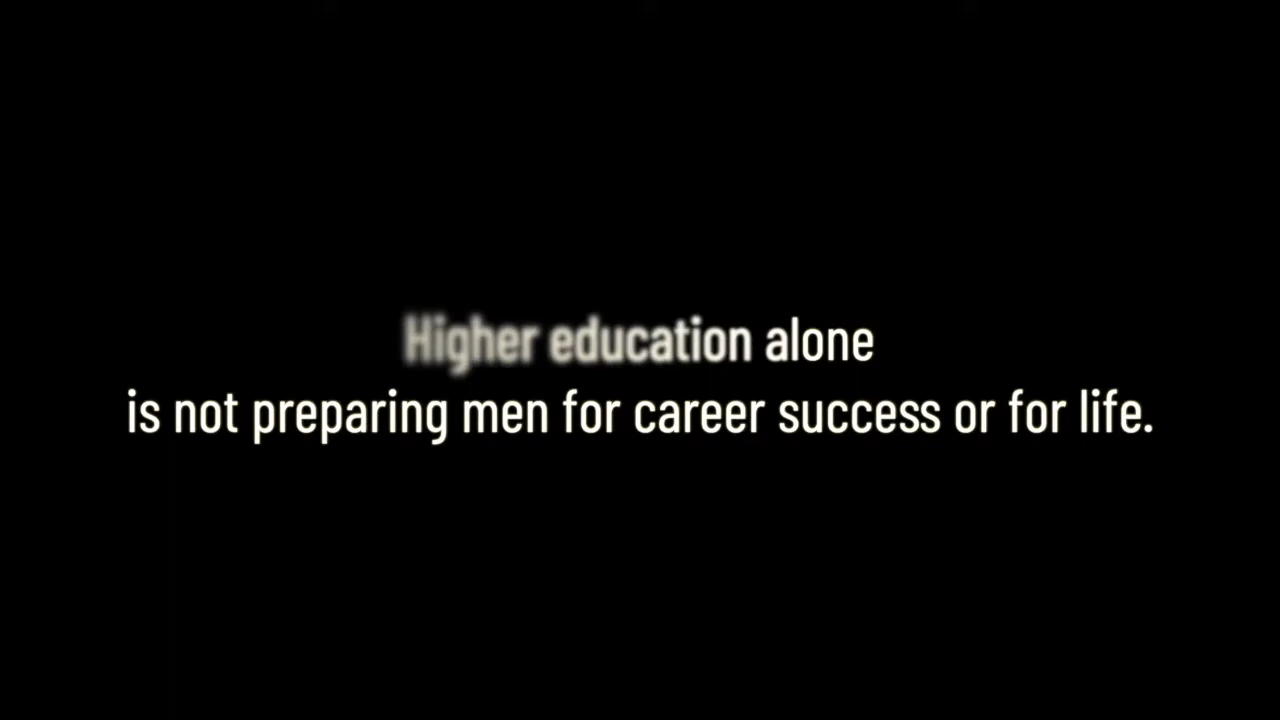 Higher education alone
is not preparing men for career success or for life.